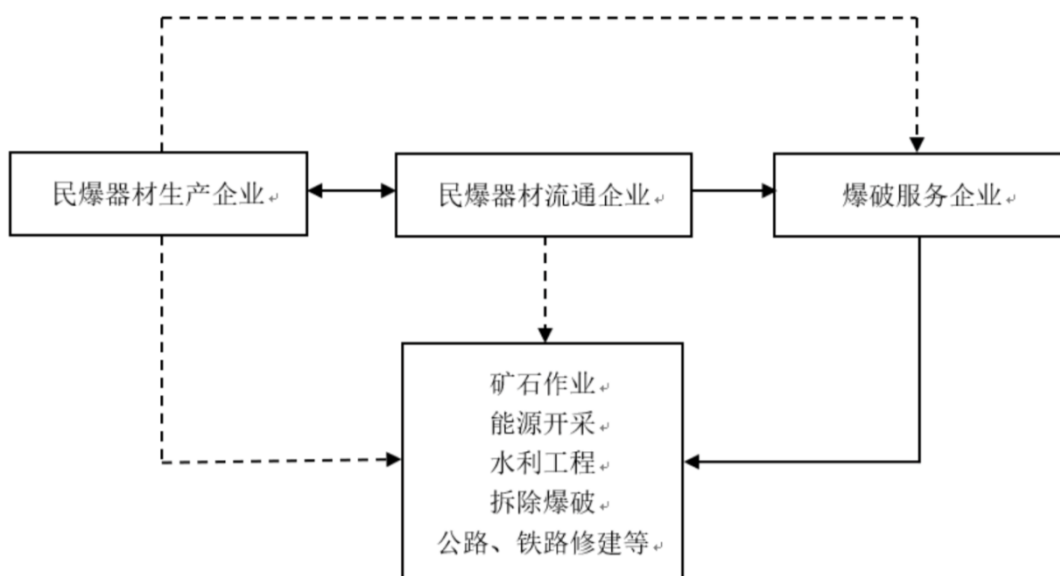 民爆器材生产企业
民爆器材流通企业
爆破服务企业
矿石作业
能源开采
水利工程
拆除爆破
公路、铁路修建等